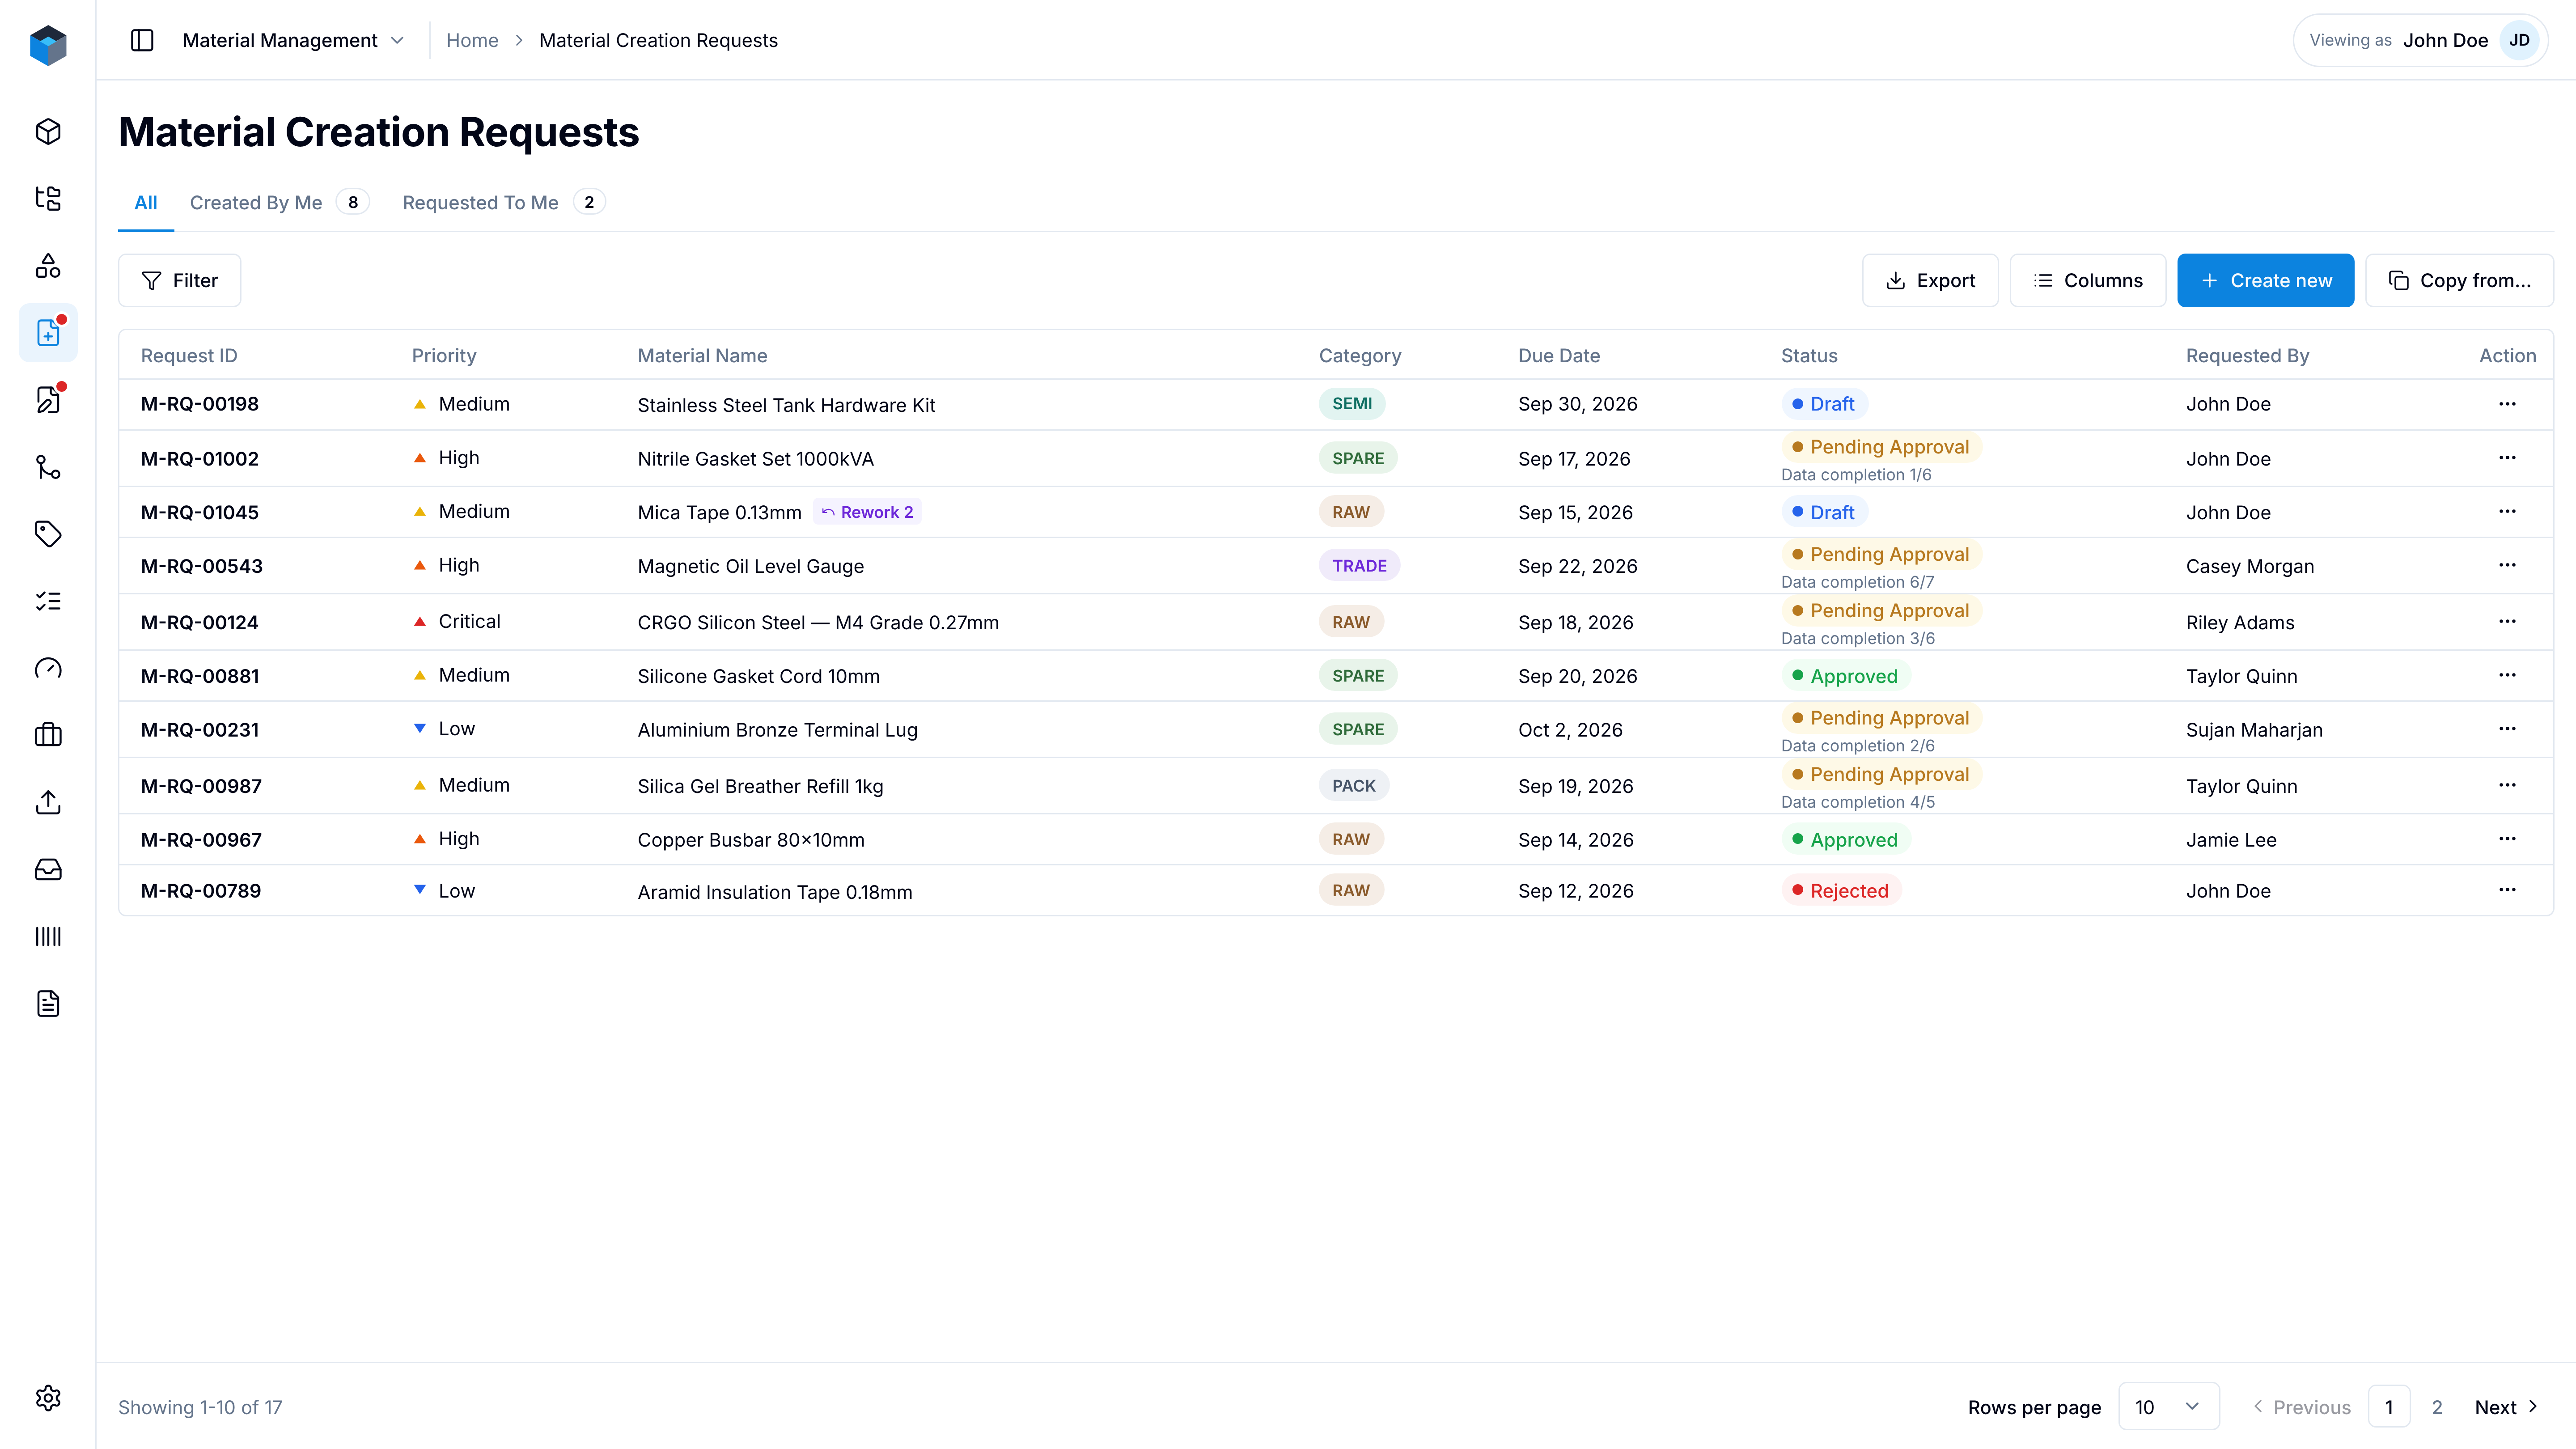 Material Management
Home > Material Creation Requests
Viewing as John Doe JD
Material Creation Requests
All Created By Me 8 Requested To Me 2
Filter Export Columns + Create new Copy from...
Request ID Priority Material Name Category Due Date Status Requested By Action
M-RQ-00198 Medium Stainless Steel Tank Hardware Kit SEMI Sep 30, 2026 Draft John Doe ...
M-RQ-01002 High Nitrile Gasket Set 1000kVA SPARE Sep 17, 2026 Pending Approval John Doe ...
Data completion 1/6
M-RQ-01045 Medium Mica Tape 0.13mm Rework 2 RAW Sep 15, 2026 Draft John Doe ...
M-RQ-00543 High Magnetic Oil Level Gauge TRADE Sep 22, 2026 Pending Approval Casey Morgan ...
Data completion 6/7
M-RQ-00124 Critical CRGO Silicon Steel — M4 Grade 0.27mm RAW Sep 18, 2026 Pending Approval Riley Adams ...
Data completion 3/6
M-RQ-00881 Medium Silicone Gasket Cord 10mm SPARE Sep 20, 2026 Approved Taylor Quinn ...
M-RQ-00231 Low Aluminium Bronze Terminal Lug SPARE Oct 2, 2026 Pending Approval Sujan Maharjan ...
Data completion 2/6
M-RQ-00987 Medium Silica Gel Breather Refill 1kg PACK Sep 19, 2026 Pending Approval Taylor Quinn ...
Data completion 4/5
M-RQ-00967 High Copper Busbar 80×10mm RAW Sep 14, 2026 Approved Jamie Lee ...
M-RQ-00789 Low Aramid Insulation Tape 0.18mm RAW Sep 12, 2026 Rejected John Doe ...
Showing 1-10 of 17 Rows per page 10 < Previous 1 2 Next >